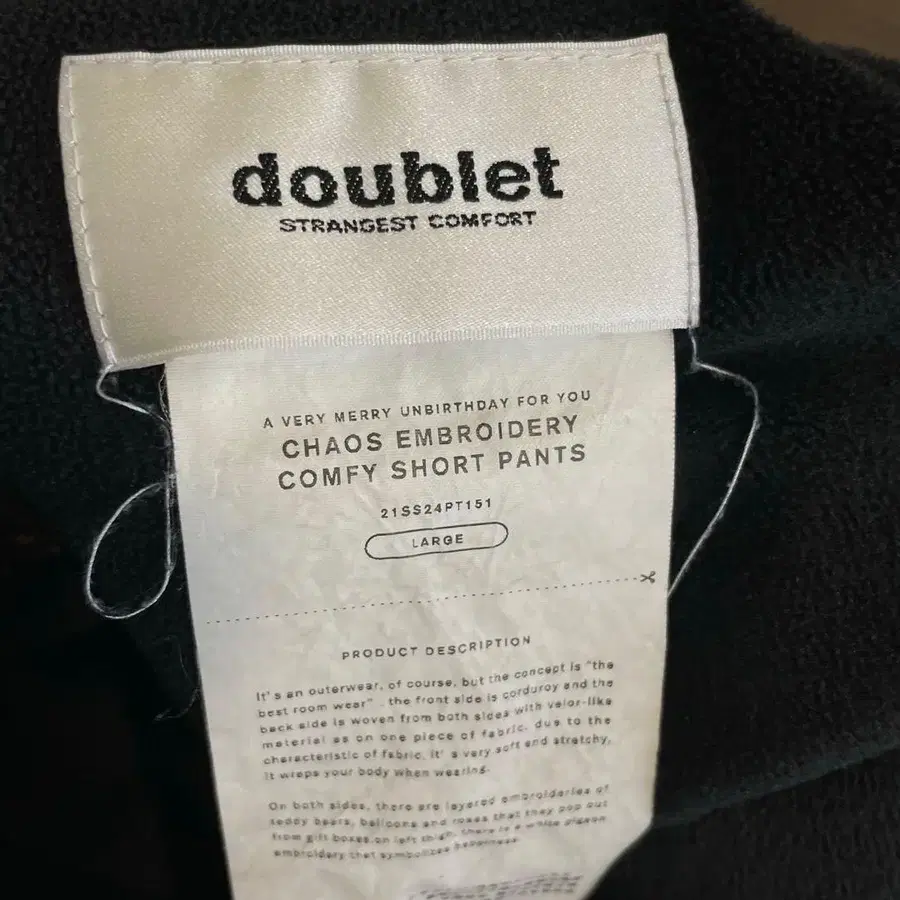 doublet
STRANGEST COMFORT
A VERY MERRY UNBIRTHDAY FOR YOU
CHAOS EMBROIDERY
COMFY SHORT PANTS
21SS24PT151
LARGE
PRODUCT DESCRIPTION
It's an outerwear, of course, but the concept is "the
best room wear" . the front side is corduroy and the
back side is woven from both sides with velor-like
material as on one piece of fabric. due to the
characteristic of fabric, it' s very soft and stretchy,
it wraps your body when wearing.
On both sides, there are layered embroideries of
teddy bears, balloons and roses that they pop out
from gift boxes.on left thigh, there is a white pigeon
embroidery that symbolizes happiness.